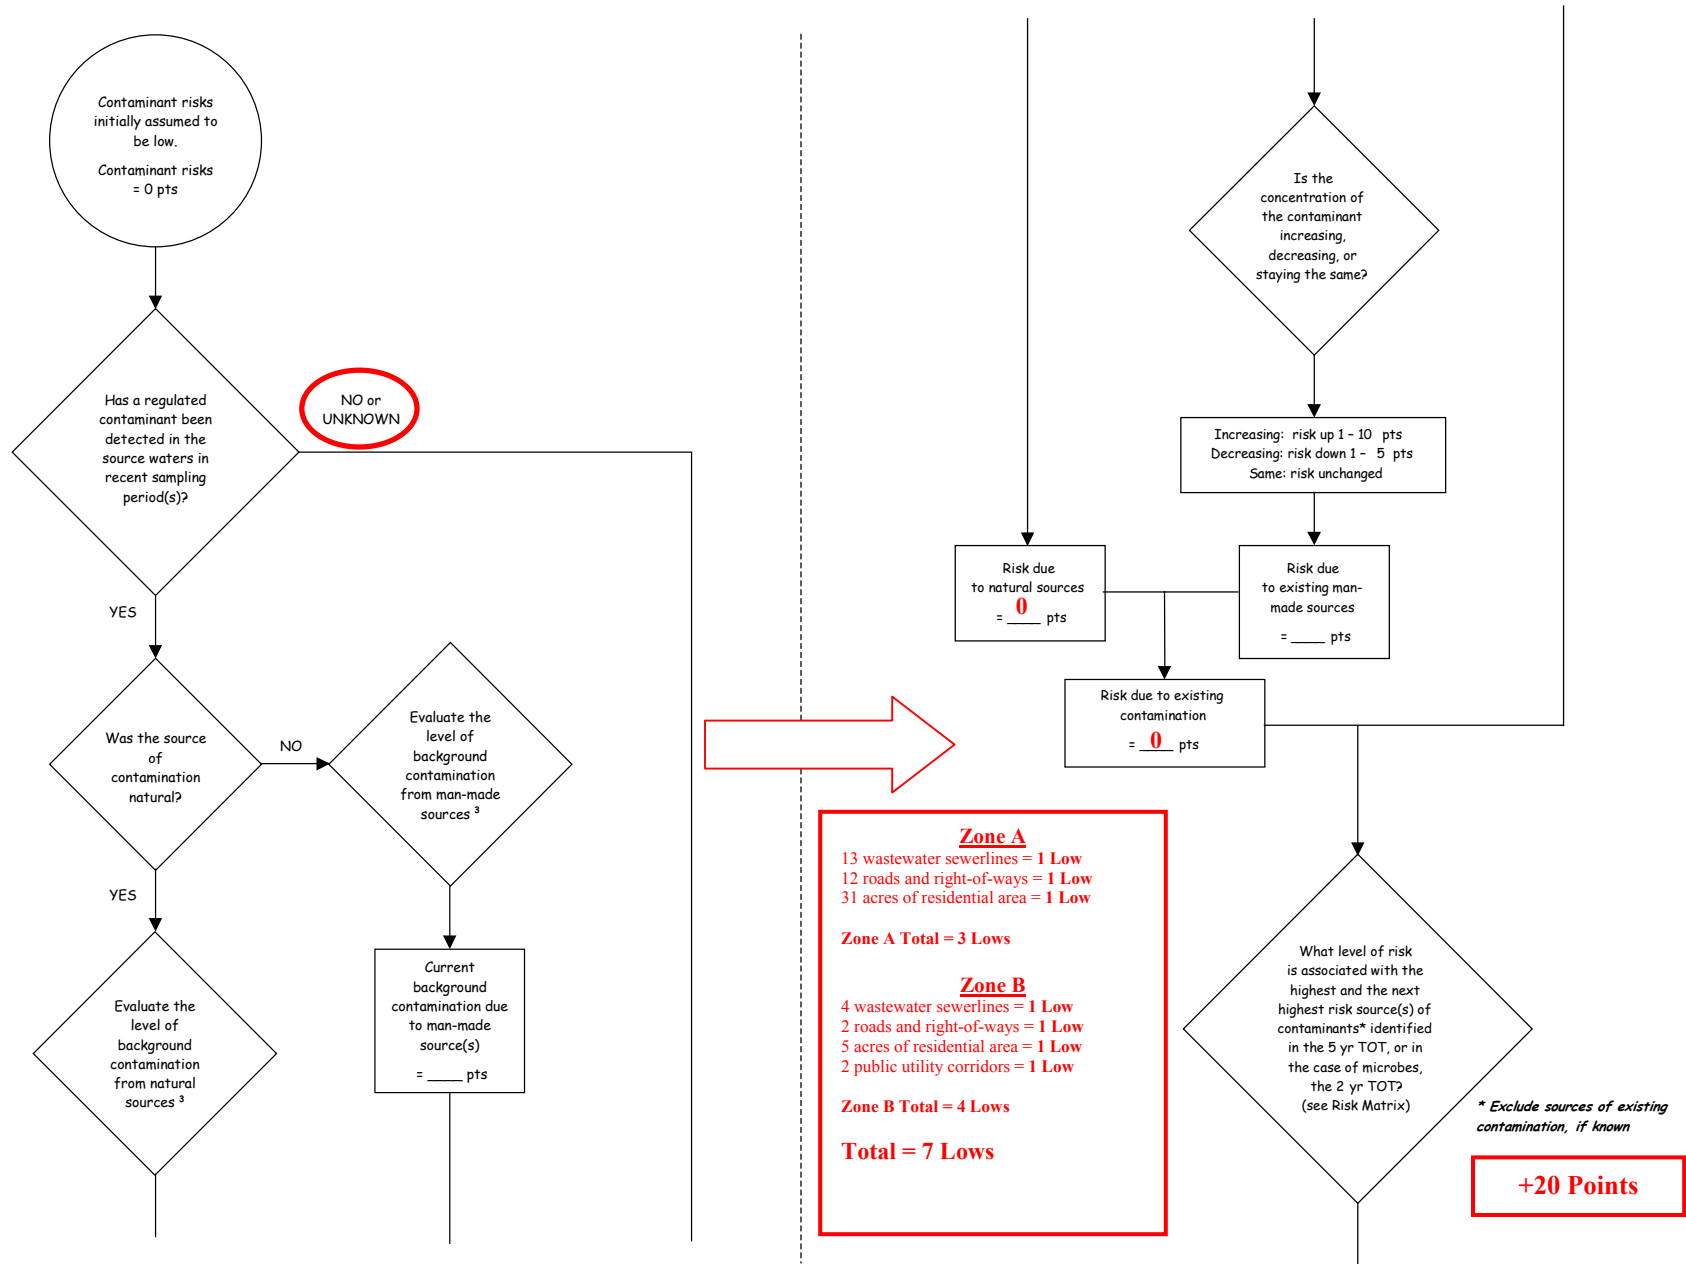 Contaminant risks
initially assumed to
be low.
Contaminant risks
= 0 pts
Has a regulated
contaminant been
detected in the
source waters in
recent sampling
period(s)?
NO or
UNKNOWN
YES
Was the source
of
contamination
natural?
NO
Evaluate the
level of
background
contamination
from man-made
sources ³
YES
Evaluate the
level of
background
contamination
from natural
sources ³
Current
background
contamination due
to man-made
source(s)
= ____ pts
Is the
concentration of
the contaminant
increasing,
decreasing, or
staying the same?
Increasing: risk up 1 – 10 pts
Decreasing: risk down 1 – 5 pts
Same: risk unchanged
Risk due
to natural sources
0
= ____ pts
Risk due
to existing man-
made sources
= ____ pts
Risk due to existing
contamination
= 0 pts
Zone A
13 wastewater sewerlines = 1 Low
12 roads and right-of-ways = 1 Low
31 acres of residential area = 1 Low
Zone A Total = 3 Lows
Zone B
4 wastewater sewerlines = 1 Low
2 roads and right-of-ways = 1 Low
5 acres of residential area = 1 Low
2 public utility corridors = 1 Low
Zone B Total = 4 Lows
Total = 7 Lows
What level of risk
is associated with the
highest and the next
highest risk source(s) of
contaminants* identified
in the 5 yr TOT, or in
the case of microbes,
the 2 yr TOT?
(see Risk Matrix)
* Exclude sources of existing
contamination, if known
+20 Points